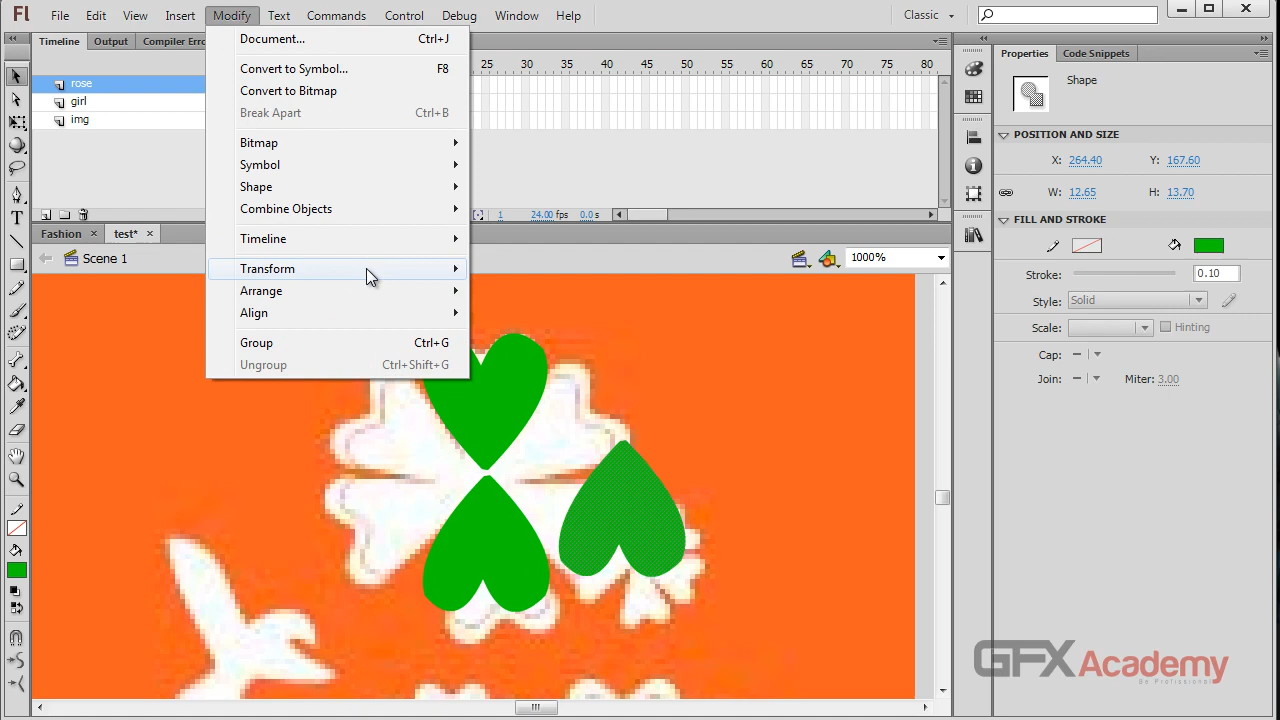 Fl File Edit View Insert Modify Text Commands Control Debug Window Help Classic
Timeline Output Compiler Err
Properties Code Snippets
Document... Ctrl+J
Convert to Symbol... F8
Convert to Bitmap
Break Apart Ctrl+B
Bitmap
Symbol
Shape
Combine Objects
Timeline
Transform
Arrange
Align
Group Ctrl+G
Ungroup Ctrl+Shift+G
25 30 35 40 45 50 55 60 65 70 75 80
rose
girl
img
1 24.00 fps 0.0 s
Fashion test*
Scene 1
1000%
Shape
POSITION AND SIZE
X: 264.40 Y: 167.60
W: 12.65 H: 13.70
FILL AND STROKE
Stroke: 0.10
Style: Solid
Scale: Hinting
Cap:
Join: Miter: 3.00
T
GFX Academy
Be Professional